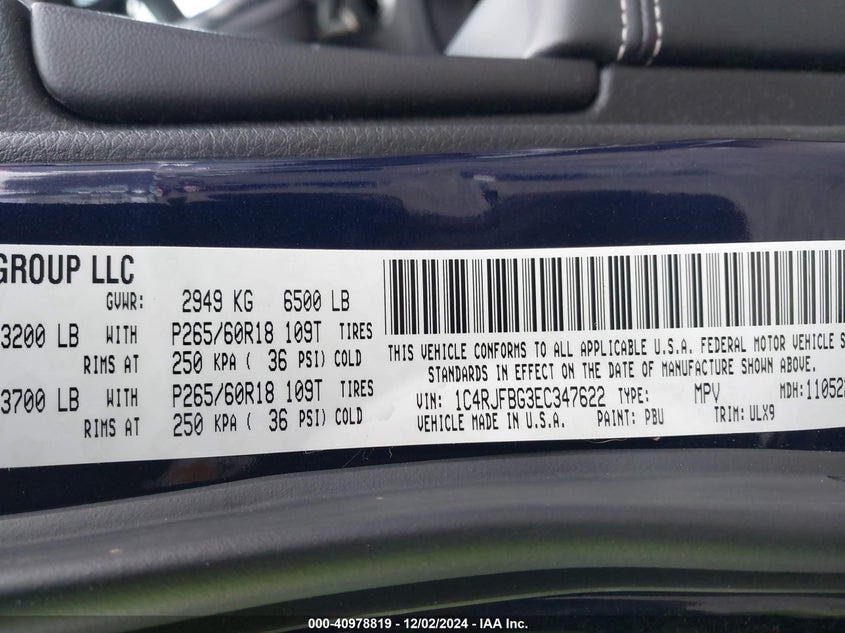 GROUP LLC
GVWR: 2949 KG 6500 LB
3200 LB WITH P265/60R18 109T TIRES
RIMS AT 250 KPA ( 36 PSI) COLD
3700 LB WITH P265/60R18 109T TIRES
RIMS AT 250 KPA ( 36 PSI) COLD
THIS VEHICLE CONFORMS TO ALL APPLICABLE U.S.A. FEDERAL MOTOR VEHICLE S
STANDARDS IN EFFECT ON THE DATE OF MANUFACTURE SHOWN ABOVE.
VIN: 1C4RJFBG3EC347622 TYPE: MPV MDH:11052
VEHICLE MADE IN U.S.A. PAINT: PBU TRIM: ULX9
000-40978819 - 12/02/2024 - IAA Inc.